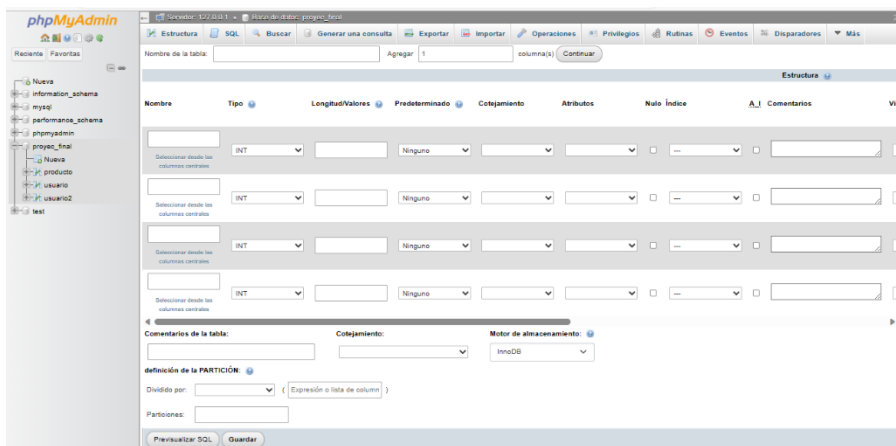 phpMyAdmin
Reciente Favoritas
Nueva
information_schema
mysql
performance_schema
phpmyadmin
proyeo_final
Nueva
producto
usuario
usuario2
test
Servidor: 127.0.0.1 » Base de datos: proyeo_final
Estructura SQL Buscar Generar una consulta Exportar Importar Operaciones Privilegios Rutinas Eventos Disparadores Más
Nombre de la tabla: Agregar 1 columna(s) Continuar
Estructura
Nombre Tipo Longitud/Valores Predeterminado Cotejamiento Atributos Nulo Índice A_I Comentarios Vi
INT Ninguno ---
Seleccionar desde las
columnas centrales
INT Ninguno ---
Seleccionar desde las
columnas centrales
INT Ninguno ---
Seleccionar desde las
columnas centrales
INT Ninguno ---
Seleccionar desde las
columnas centrales
Comentarios de la tabla: Cotejamiento: Motor de almacenamiento:
InnoDB
definición de la PARTICIÓN:
Dividido por: ( Expresión o lista de column )
Particiones:
Previsualizar SQL Guardar